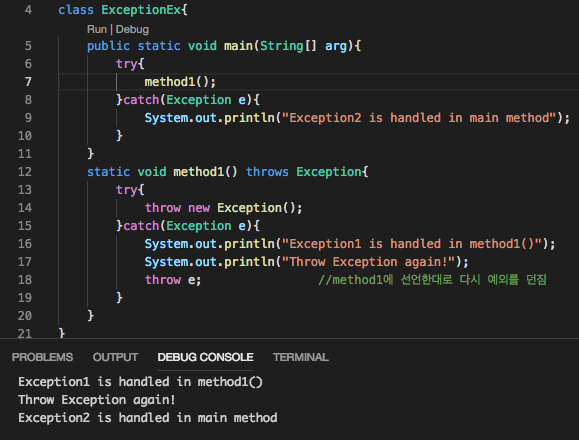 4 class ExceptionEx{
Run | Debug
5 public static void main(String[] arg){
6 try{
7 method1();
8 }catch(Exception e){
9 System.out.println("Exception2 is handled in main method");
10 }
11 }
12 static void method1() throws Exception{
13 try{
14 throw new Exception();
15 }catch(Exception e){
16 System.out.println("Exception1 is handled in method1()");
17 System.out.println("Throw Exception again!");
18 throw e; //method1에 선언한대로 다시 예외를 던짐
19 }
20 }
21 }
PROBLEMS OUTPUT DEBUG CONSOLE TERMINAL
Exception1 is handled in method1()
Throw Exception again!
Exception2 is handled in main method